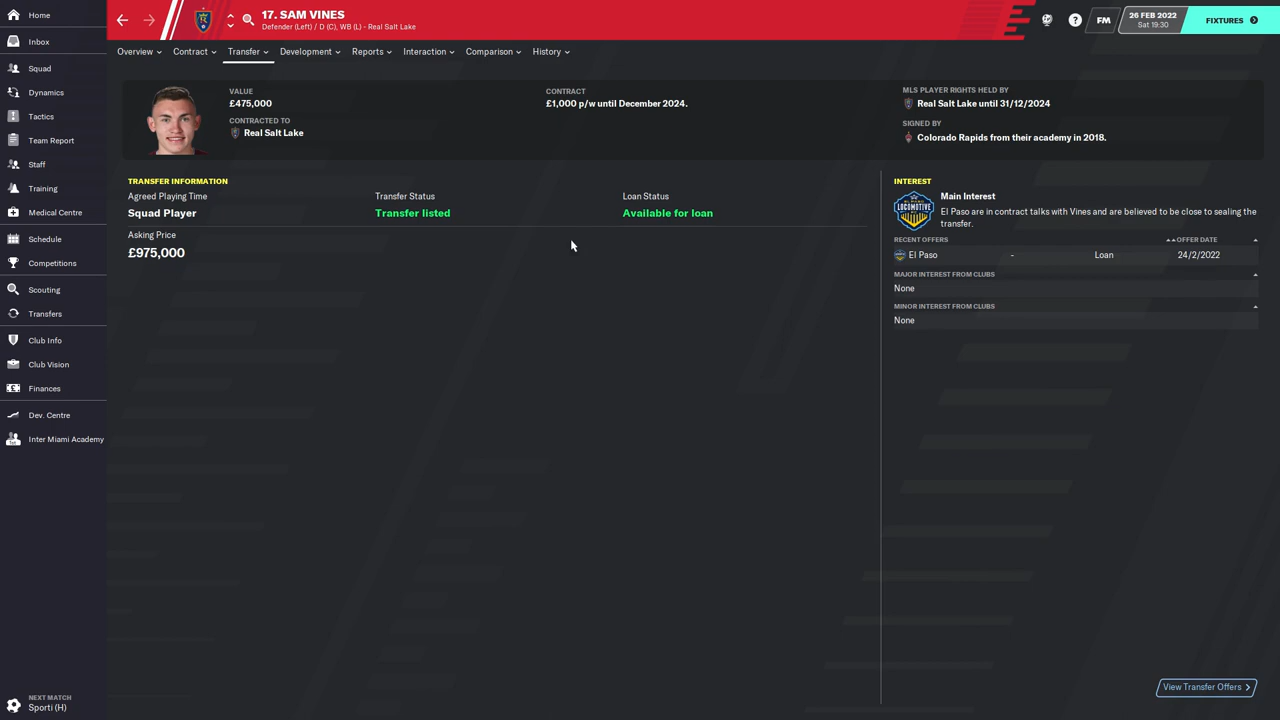 Home
Inbox
Squad
Dynamics
Tactics
Team Report
Staff
Training
Medical Centre
Schedule
Competitions
Scouting
Transfers
Club Info
Club Vision
Finances
Dev. Centre
Inter Miami Academy
NEXT MATCH
Sporti (H)
17. SAM VINES
Defender (Left) / D (C), WB (L) - Real Salt Lake
FM
26 FEB 2022
Sat 19:30
FIXTURES
Overview
Contract
Transfer
Development
Reports
Interaction
Comparison
History
VALUE
£475,000
CONTRACTED TO
Real Salt Lake
CONTRACT
£1,000 p/w until December 2024.
MLS PLAYER RIGHTS HELD BY
Real Salt Lake until 31/12/2024
SIGNED BY
Colorado Rapids from their academy in 2018.
TRANSFER INFORMATION
Agreed Playing Time
Squad Player
Transfer Status
Transfer listed
Loan Status
Available for loan
Asking Price
£975,000
INTEREST
EL PASO
LOCOMOTIVE
Main Interest
El Paso are in contract talks with Vines and are believed to be close to sealing the
transfer.
RECENT OFFERS OFFER DATE
El Paso - Loan 24/2/2022
MAJOR INTEREST FROM CLUBS
None
MINOR INTEREST FROM CLUBS
None
View Transfer Offers